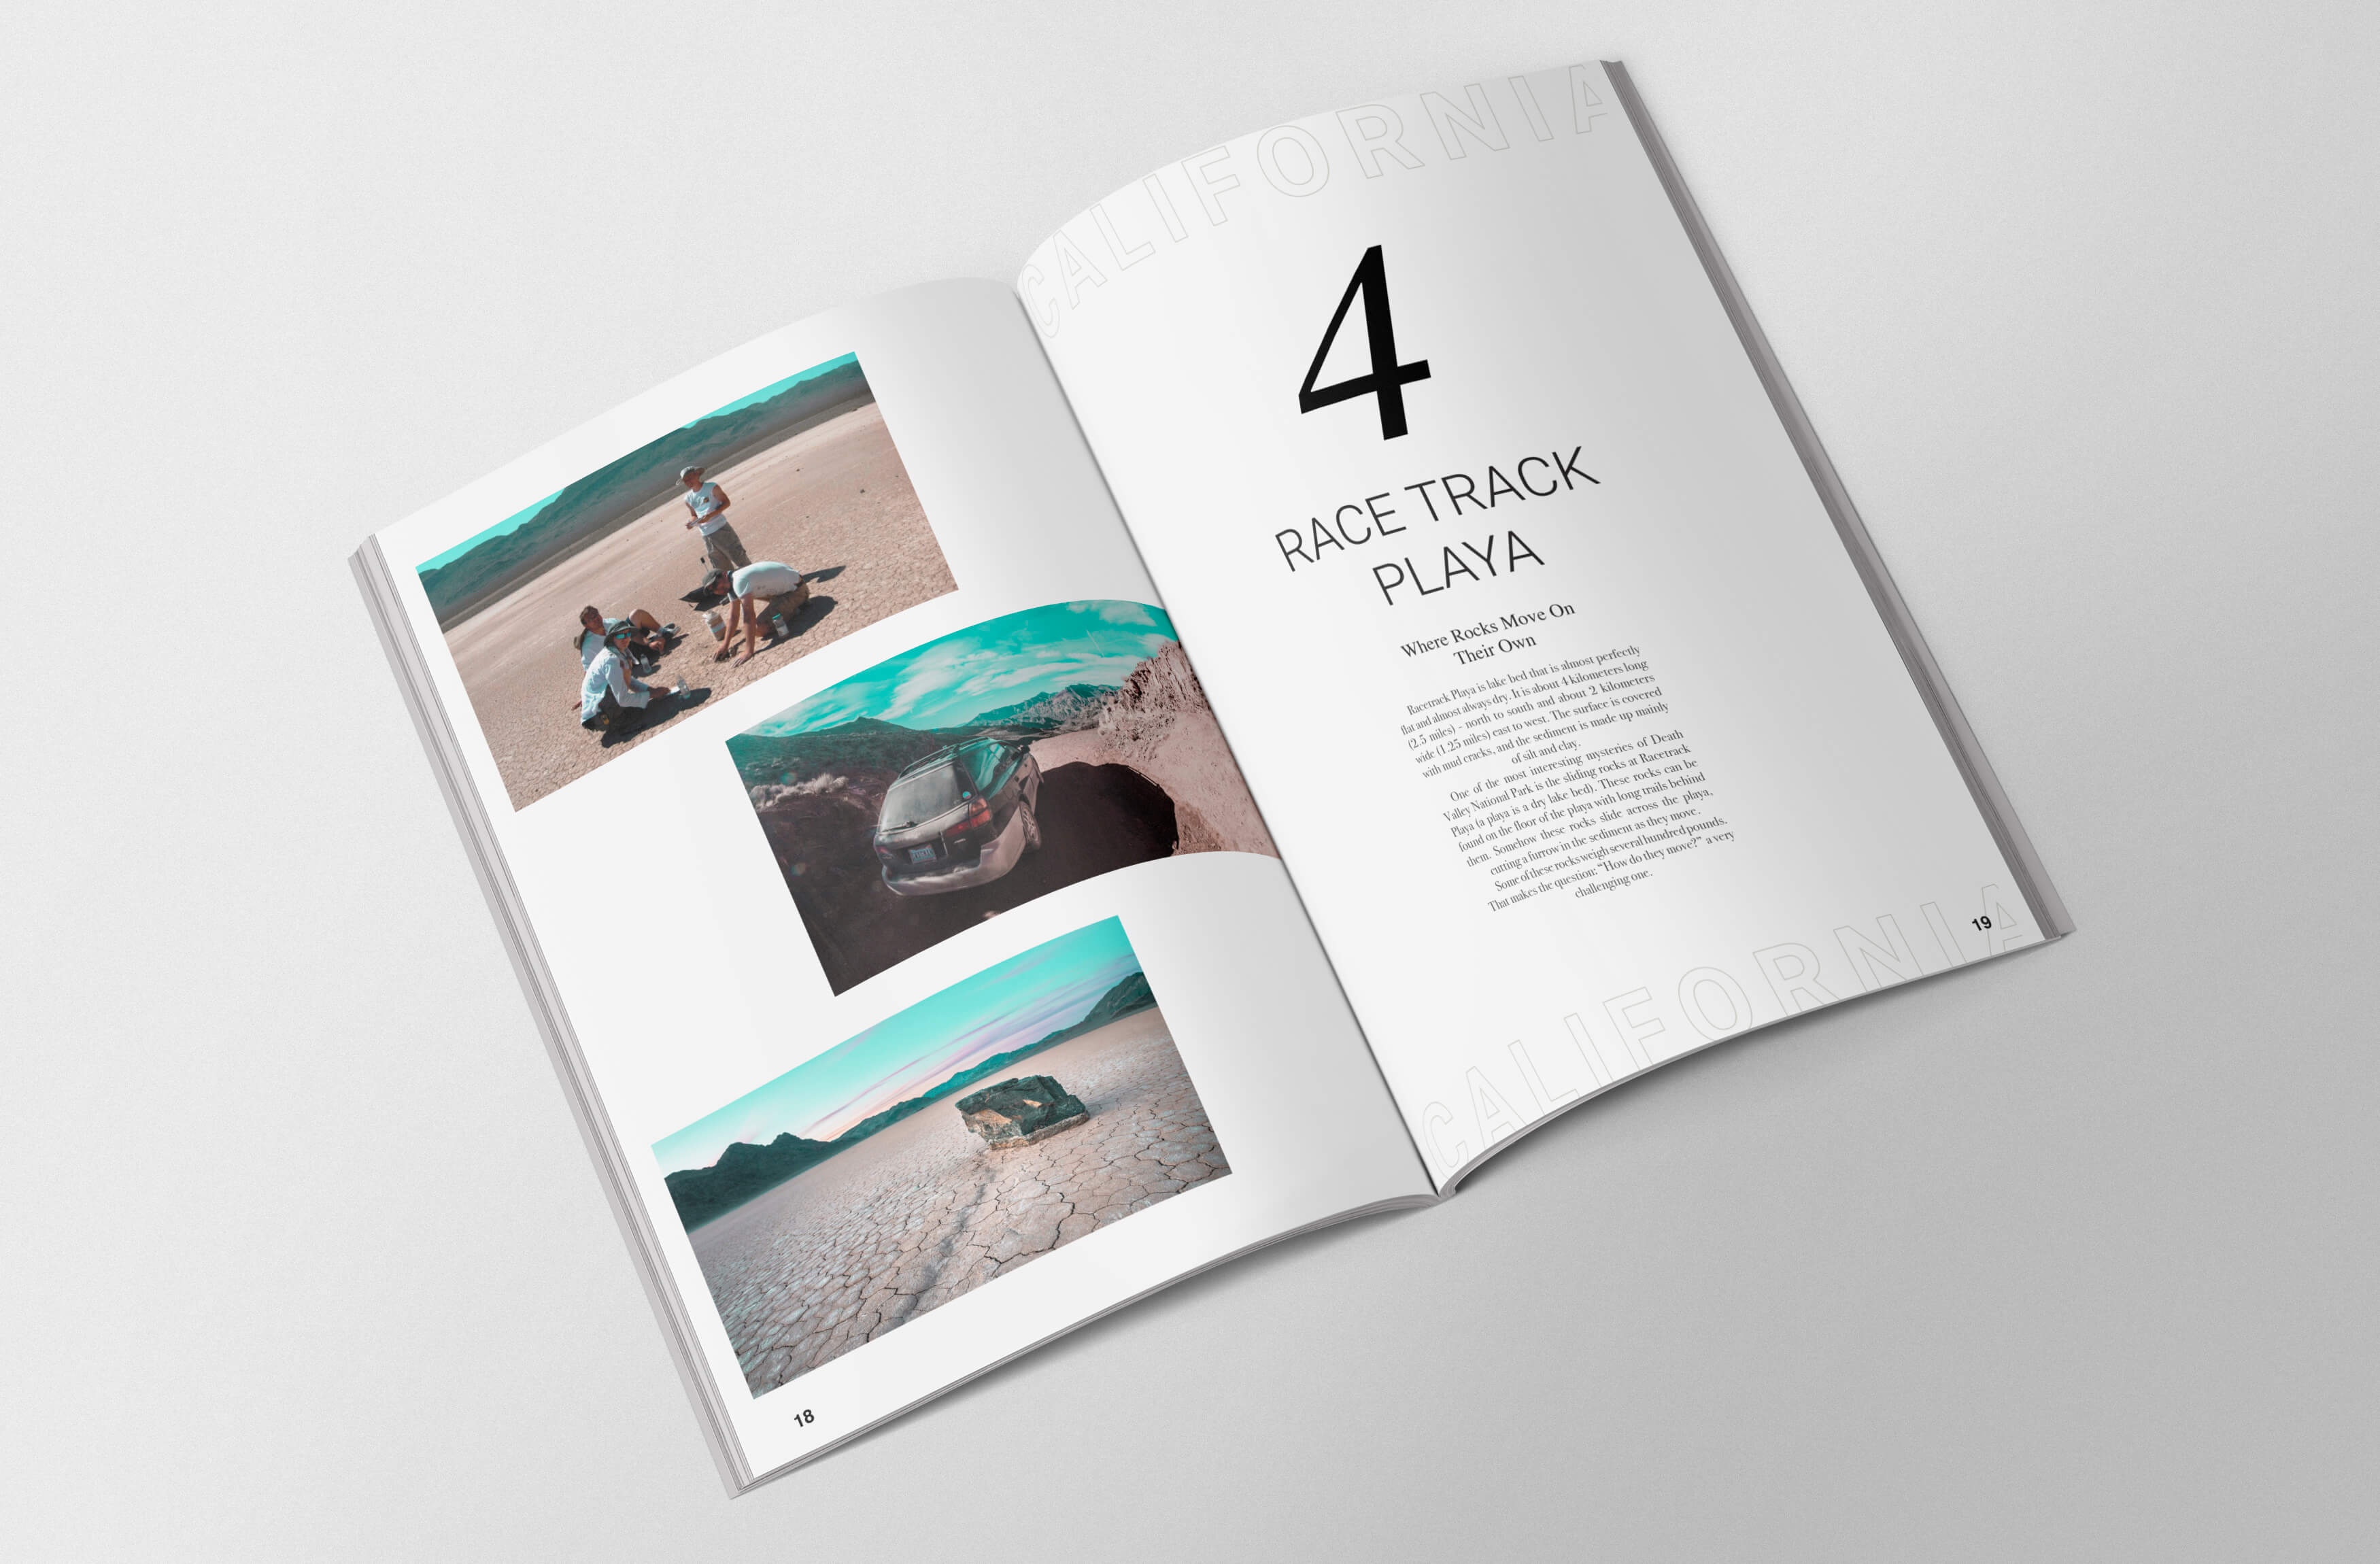 CALIFORNIA
4
RACE TRACK
PLAYA
Where Rocks Move On
Their Own
Racetrack Playa is lake bed that is almost perfectly
flat and almost always dry. It is about 4 kilometers long
(2.5 miles) - north to south and about 2 kilometers
wide (1.25 miles) east to west. The surface is covered
with mud cracks, and the sediment is made up mainly
of silt and clay.
One of the most interesting mysteries of Death
Valley National Park is the sliding rocks at Racetrack
Playa (a playa is a dry lake bed). These rocks can be
found on the floor of the playa with long trails behind
them. Somehow these rocks slide across the playa,
cutting a furrow in the sediment as they move.
Some of these rocks weigh several hundred pounds.
That makes the question: “How do they move?” a very
challenging one.
CALIFORNIA
18
19